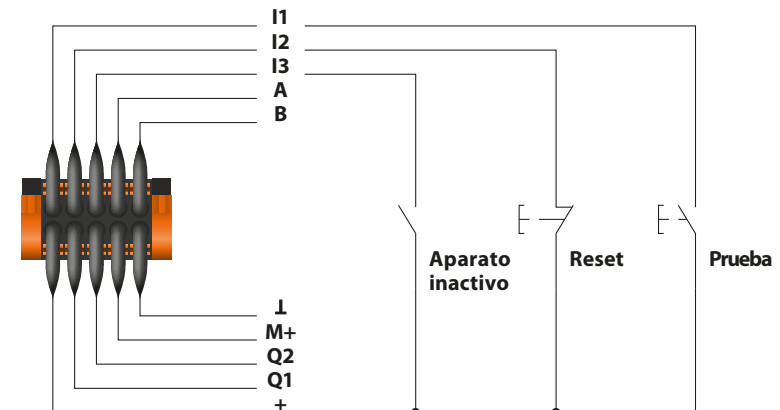 I1
I2
I3
A
B
Aparato
inactivo
Reset
Prueba
⊥
M+
Q2
Q1
+